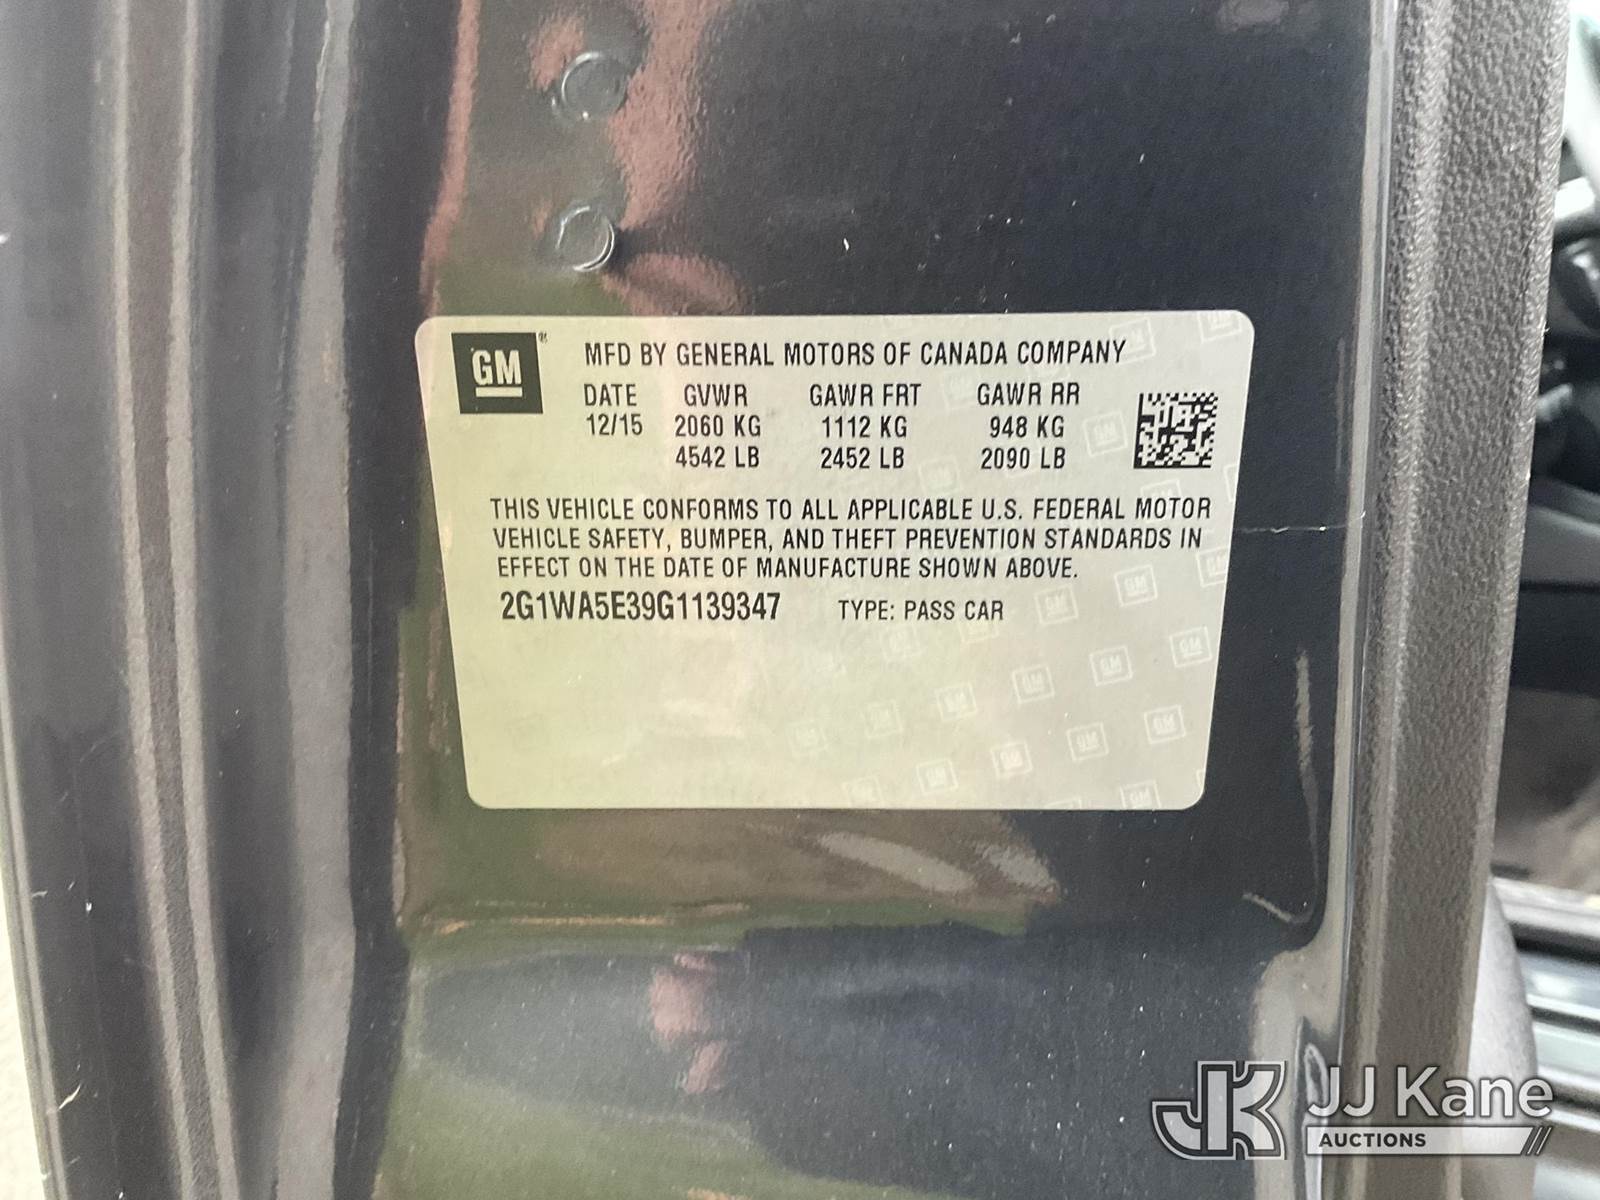 GM®
MFD BY GENERAL MOTORS OF CANADA COMPANY
DATE GVWR GAWR FRT GAWR RR
12/15 2060 KG 1112 KG 948 KG
4542 LB 2452 LB 2090 LB
THIS VEHICLE CONFORMS TO ALL APPLICABLE U.S. FEDERAL MOTOR
VEHICLE SAFETY, BUMPER, AND THEFT PREVENTION STANDARDS IN
EFFECT ON THE DATE OF MANUFACTURE SHOWN ABOVE.
2G1WA5E39G1139347 TYPE: PASS CAR
JK JJ Kane
AUCTIONS